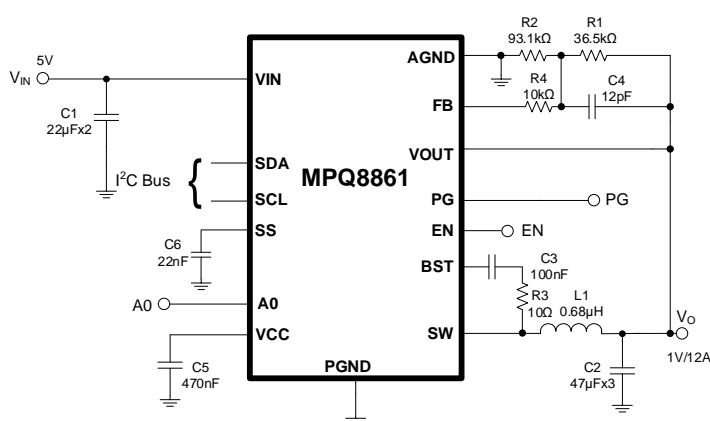 R2
93.1kΩ
R1
36.5kΩ
AGND
5V
VIN
VIN
R4
10kΩ
C4
12pF
FB
C1
22µFx2
VOUT
I²C Bus
{
SDA
SCL
MPQ8861
PG
PG
SS
EN
EN
C6
22nF
BST
C3
100nF
A0
A0
R3
10Ω
L1
0.68µH
VCC
SW
VO
1V/12A
C5
470nF
PGND
C2
47µFx3